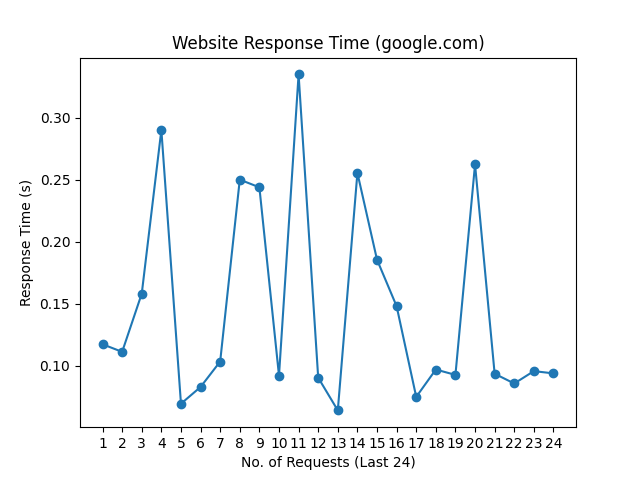 Website Response Time (google.com)
Response Time (s)
0.30
0.25
0.20
0.15
0.10
1 2 3 4 5 6 7 8 9 10 11 12 13 14 15 16 17 18 19 20 21 22 23 24
No. of Requests (Last 24)